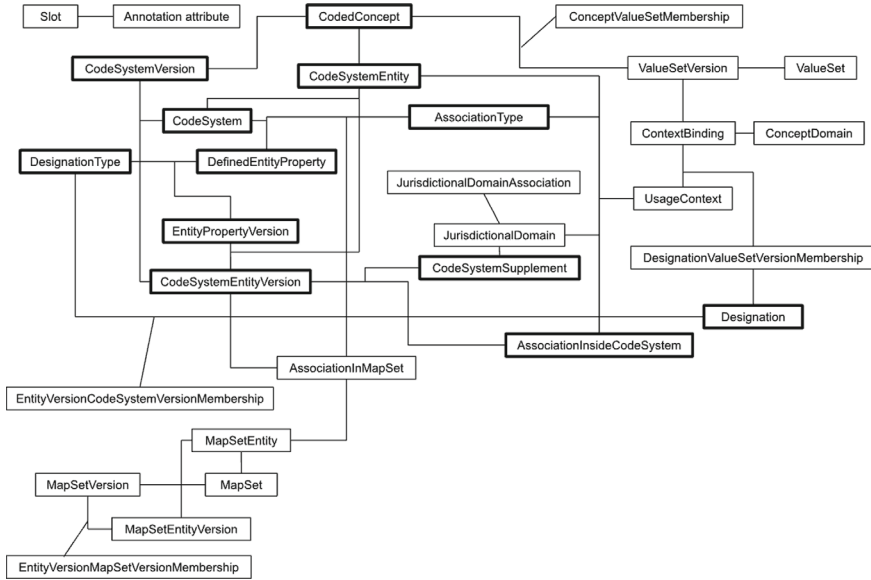 Slot
Annotation attribute
CodedConcept
ConceptValueSetMembership
CodeSystemVersion
CodeSystemEntity
ValueSetVersion
ValueSet
CodeSystem
AssociationType
ContextBinding
ConceptDomain
DesignationType
DefinedEntityProperty
JurisdictionalDomainAssociation
UsageContext
EntityPropertyVersion
JurisdictionalDomain
DesignationValueSetVersionMembership
CodeSystemEntityVersion
CodeSystemSupplement
Designation
AssociationInsideCodeSystem
AssociationInMapSet
EntityVersionCodeSystemVersionMembership
MapSetEntity
MapSetVersion
MapSet
MapSetEntityVersion
EntityVersionMapSetVersionMembership